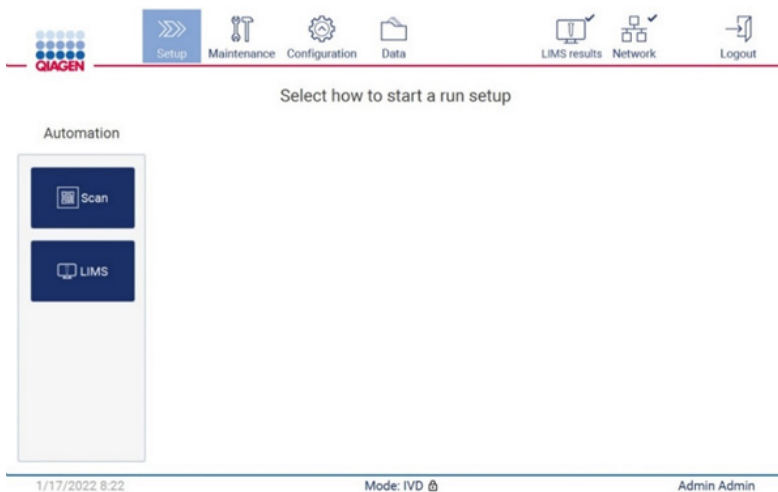 QIAGEN
Setup Maintenance Configuration Data LIMS results Network Logout
Select how to start a run setup
Automation
Scan
LIMS
1/17/2022 8:22 Mode: IVD Admin Admin